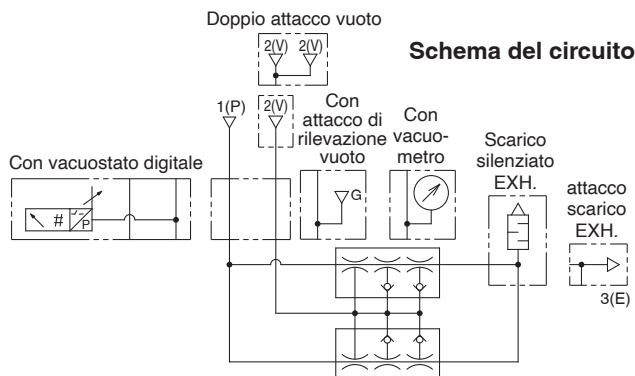 Doppio attacco vuoto
2(V) 2(V)
Schema del circuito
1(P)
2(V)
Con
attacco di
rilevazione
vuoto
Con
vacuo-
metro
Scarico
silenziato
EXH.
attacco
scarico
EXH.
Con vacuostato digitale
#
P
G
3(E)